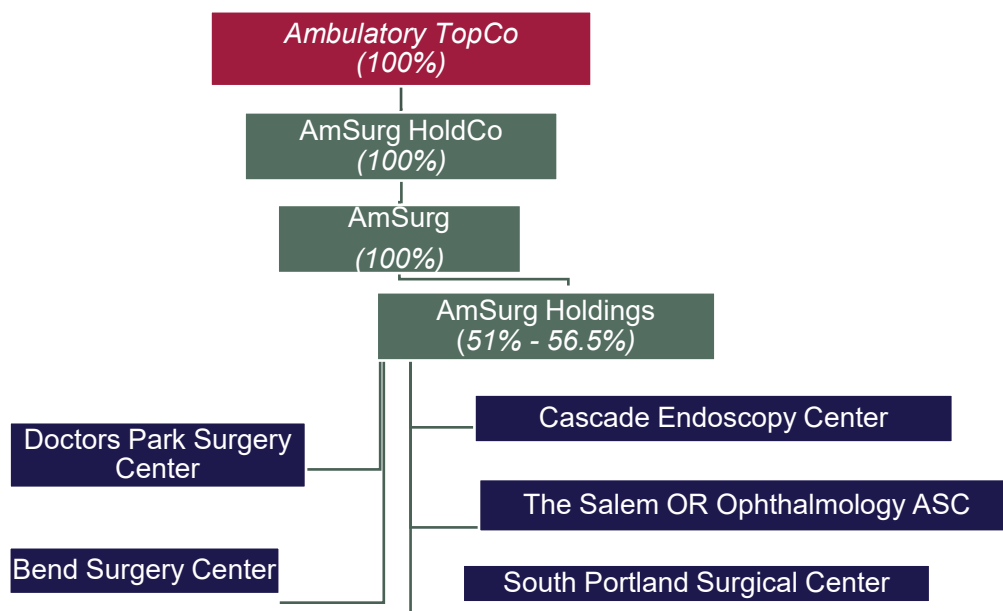 Ambulatory TopCo
(100%)
AmSurg HoldCo
(100%)
AmSurg
(100%)
AmSurg Holdings
(51% - 56.5%)
Doctors Park Surgery
Center
Cascade Endoscopy Center
The Salem OR Ophthalmology ASC
Bend Surgery Center
South Portland Surgical Center